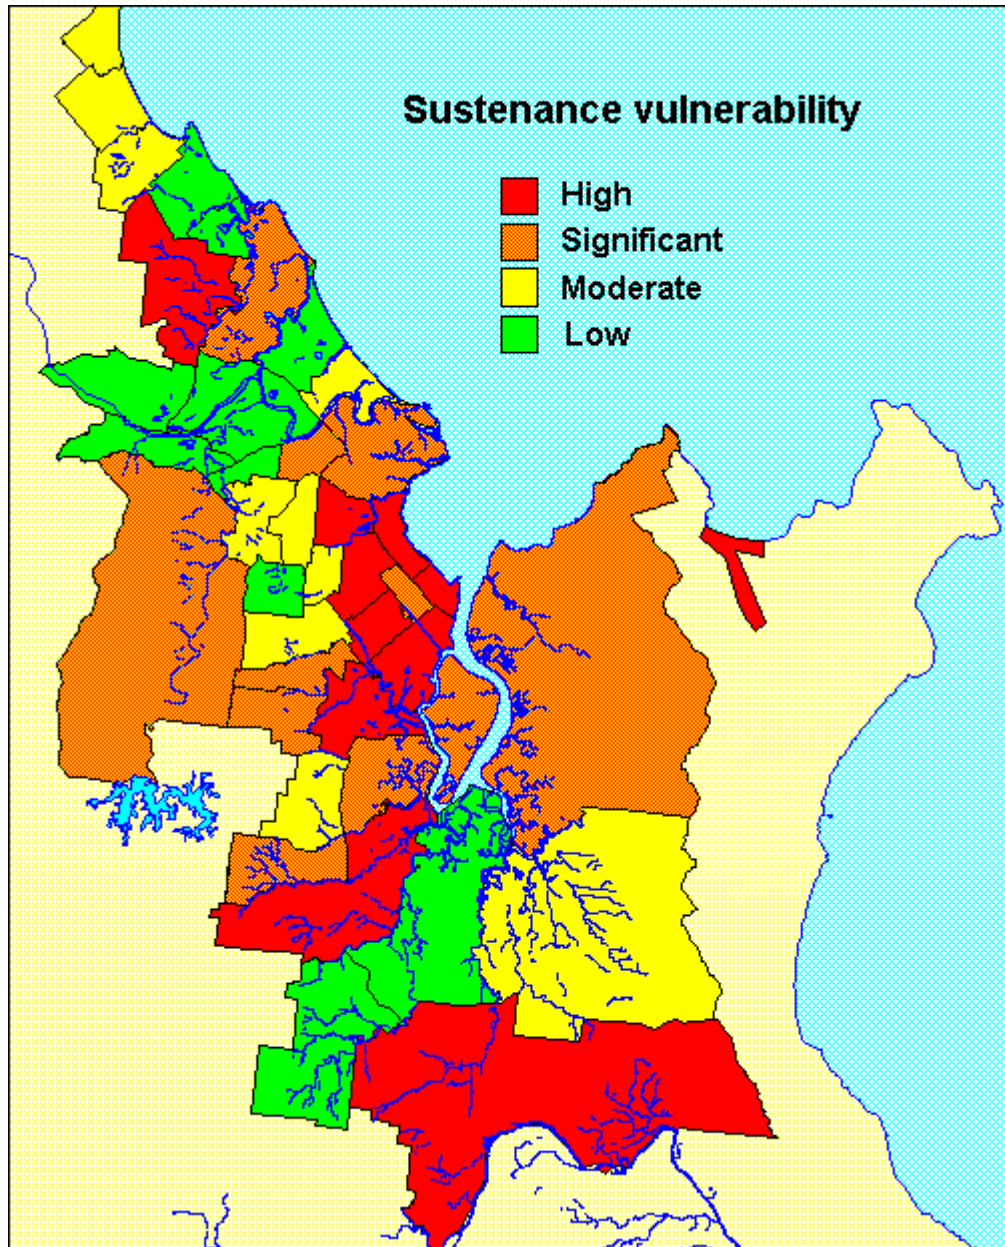 Sustenance vulnerability
High
Significant
Moderate
Low